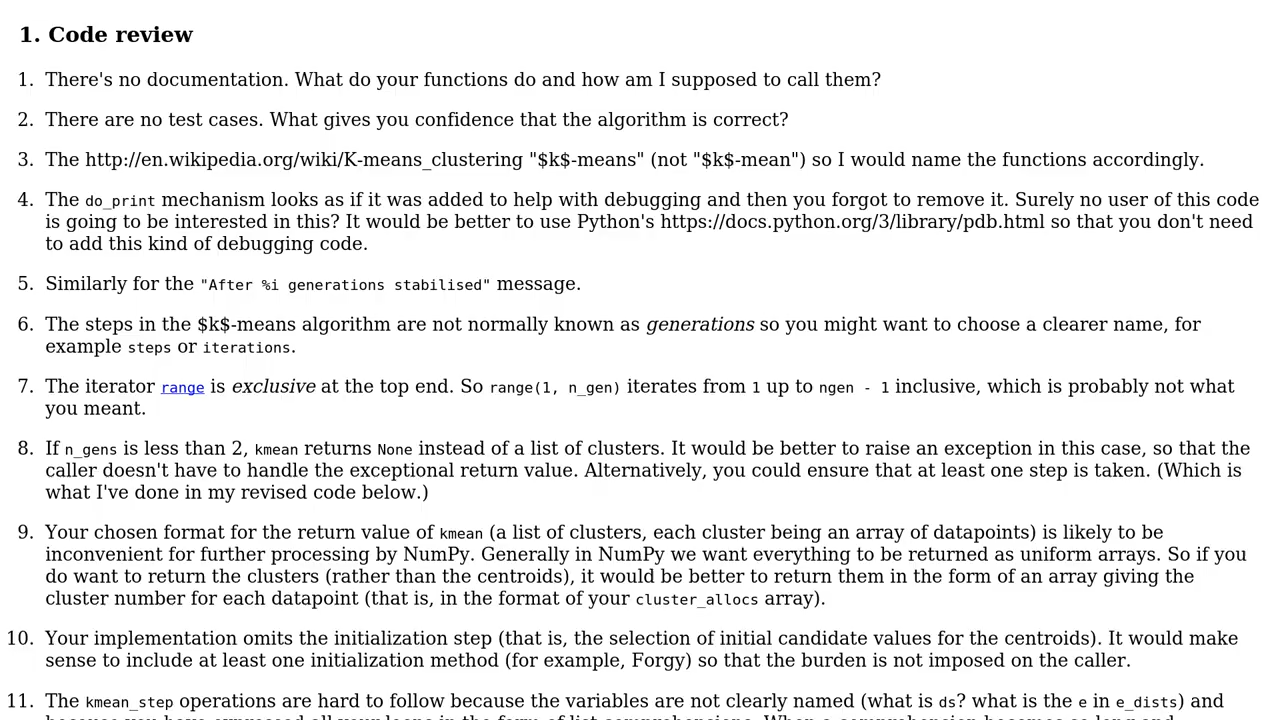 1. Code review
1. There's no documentation. What do your functions do and how am I supposed to call them?
2. There are no test cases. What gives you confidence that the algorithm is correct?
3. The http://en.wikipedia.org/wiki/K-means_clustering "$k$-means" (not "$k$-mean") so I would name the functions accordingly.
4. The do_print mechanism looks as if it was added to help with debugging and then you forgot to remove it. Surely no user of this code
is going to be interested in this? It would be better to use Python's https://docs.python.org/3/library/pdb.html so that you don't need
to add this kind of debugging code.
5. Similarly for the "After %i generations stabilised" message.
6. The steps in the $k$-means algorithm are not normally known as generations so you might want to choose a clearer name, for
example steps or iterations.
7. The iterator range is exclusive at the top end. So range(1, n_gen) iterates from 1 up to ngen - 1 inclusive, which is probably not what
you meant.
8. If n_gens is less than 2, kmean returns None instead of a list of clusters. It would be better to raise an exception in this case, so that the
caller doesn't have to handle the exceptional return value. Alternatively, you could ensure that at least one step is taken. (Which is
what I've done in my revised code below.)
9. Your chosen format for the return value of kmean (a list of clusters, each cluster being an array of datapoints) is likely to be
inconvenient for further processing by NumPy. Generally in NumPy we want everything to be returned as uniform arrays. So if you
do want to return the clusters (rather than the centroids), it would be better to return them in the form of an array giving the
cluster number for each datapoint (that is, in the format of your cluster_allocs array).
10. Your implementation omits the initialization step (that is, the selection of initial candidate values for the centroids). It would make
sense to include at least one initialization method (for example, Forgy) so that the burden is not imposed on the caller.
11. The kmean_step operations are hard to follow because the variables are not clearly named (what is ds? what is the e in e_dists) and